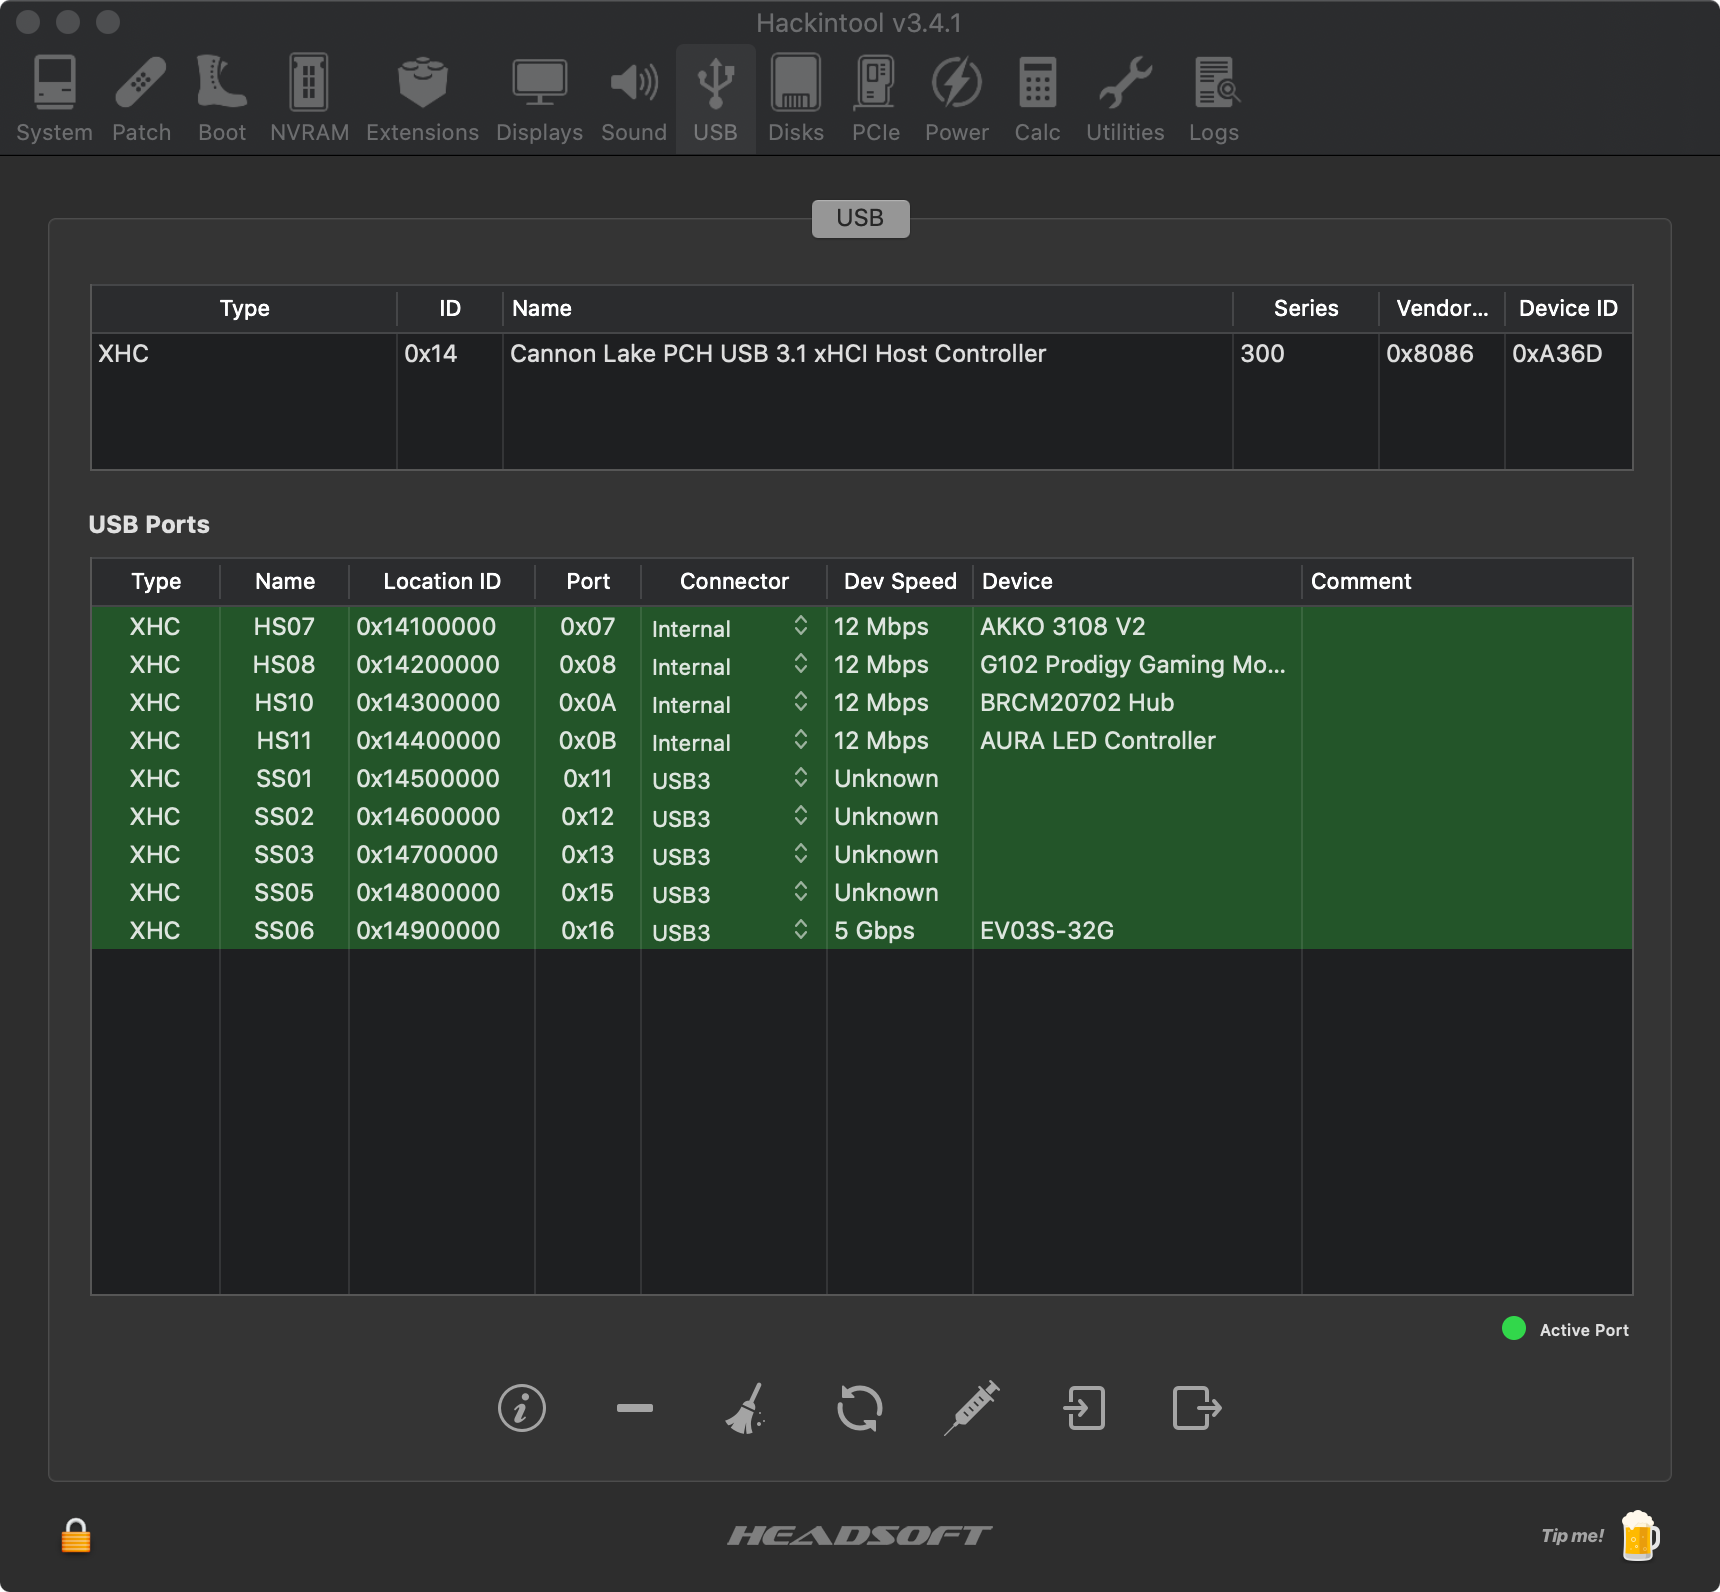 Hackintool v3.4.1
System Patch Boot NVRAM Extensions Displays Sound USB Disks PCIe Power Calc Utilities Logs
USB
Type ID Name Series Vendor... Device ID
XHC 0x14 Cannon Lake PCH USB 3.1 xHCI Host Controller 300 0x8086 0xA36D
USB Ports
Type Name Location ID Port Connector Dev Speed Device Comment
XHC HS07 0x14100000 0x07 Internal 12 Mbps AKKO 3108 V2
XHC HS08 0x14200000 0x08 Internal 12 Mbps G102 Prodigy Gaming Mo...
XHC HS10 0x14300000 0x0A Internal 12 Mbps BRCM20702 Hub
XHC HS11 0x14400000 0x0B Internal 12 Mbps AURA LED Controller
XHC SS01 0x14500000 0x11 USB3 Unknown
XHC SS02 0x14600000 0x12 USB3 Unknown
XHC SS03 0x14700000 0x13 USB3 Unknown
XHC SS05 0x14800000 0x15 USB3 Unknown
XHC SS06 0x14900000 0x16 USB3 5 Gbps EV03S-32G
Active Port
HEADSOFT
Tip me!